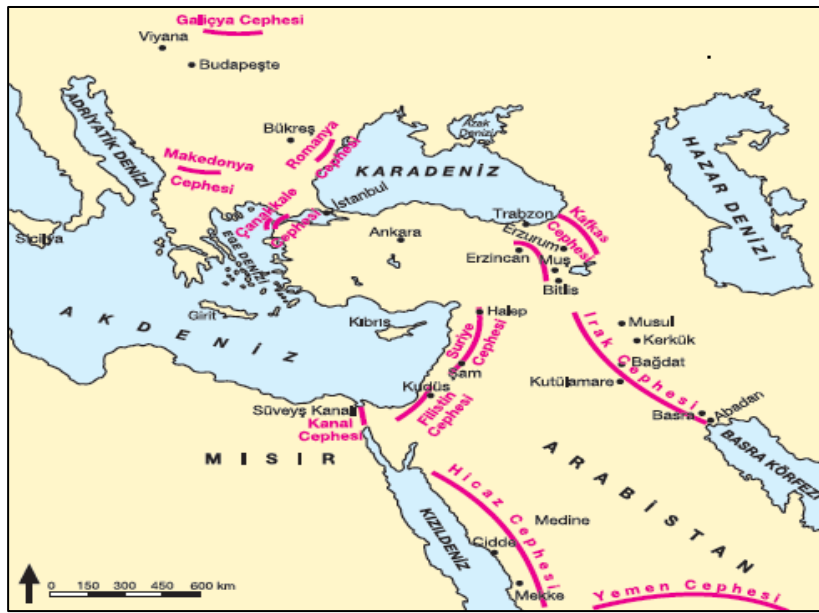 Galiçya Cephesi
Viyana
Budapeşte
ADRİYATİK DENİZİ
Bükreş
Romanya
Cephesi
Azak
Denizi
HAZAR DENİZİ
Makedonya
Cephesi
KARADENİZ
İstanbul
Çanakkale
Cephesi
Trabzon
Kafkas
Cephesi
Sicilya
EGE DENİZİ
Ankara
Erzurum
Erzincan
Muş
Bitlis
Girit
Kıbrıs
AKDENİZ
Halep
Suriye
Cephesi
Şam
Musul
Kerkük
Bağdat
Irak Cephesi
Kutülamare
Kudüs
Filistin
Cephesi
Süveyş Kanalı
Kanal
Cephesi
Basra
Abadan
BASRA KÖRFEZİ
MISIR
ARABİSTAN
Hicaz Cephesi
KIZILDENİZ
Medine
Cidde
Mekke
Yemen Cephesi
0 150 300 450 600 km